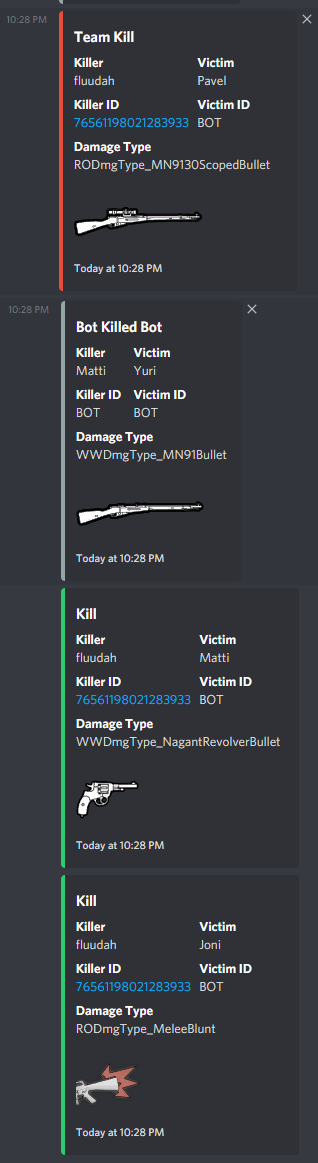 10:28 PM
Team Kill
Killer Victim
fluudah Pavel
Killer ID Victim ID
76561198021283933 BOT
Damage Type
RODmgType_MN9130ScopedBullet
Today at 10:28 PM
10:28 PM
Bot Killed Bot
Killer Victim
Matti Yuri
Killer ID Victim ID
BOT BOT
Damage Type
WWDmgType_MN91Bullet
Today at 10:28 PM
Kill
Killer Victim
fluudah Matti
Killer ID Victim ID
76561198021283933 BOT
Damage Type
WWDmgType_NagantRevolverBullet
Today at 10:28 PM
Kill
Killer Victim
fluudah Joni
Killer ID Victim ID
76561198021283933 BOT
Damage Type
RODmgType_MeleeBlunt
Today at 10:28 PM